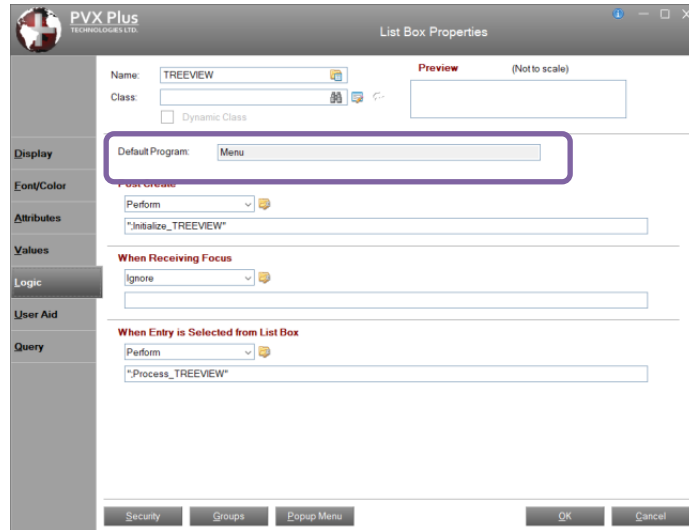 PVX Plus
TECHNOLOGIES LTD.
List Box Properties
Name: TREEVIEW
Preview (Not to scale)
Class:
Dynamic Class
Display
Default Program: Menu
Post Create
Font/Color
Perform
Attributes
";Initialize_TREEVIEW"
Values
When Receiving Focus
Logic
Ignore
User Aid
When Entry is Selected from List Box
Query
Perform
";Process_TREEVIEW"
Security Groups Popup Menu OK Cancel